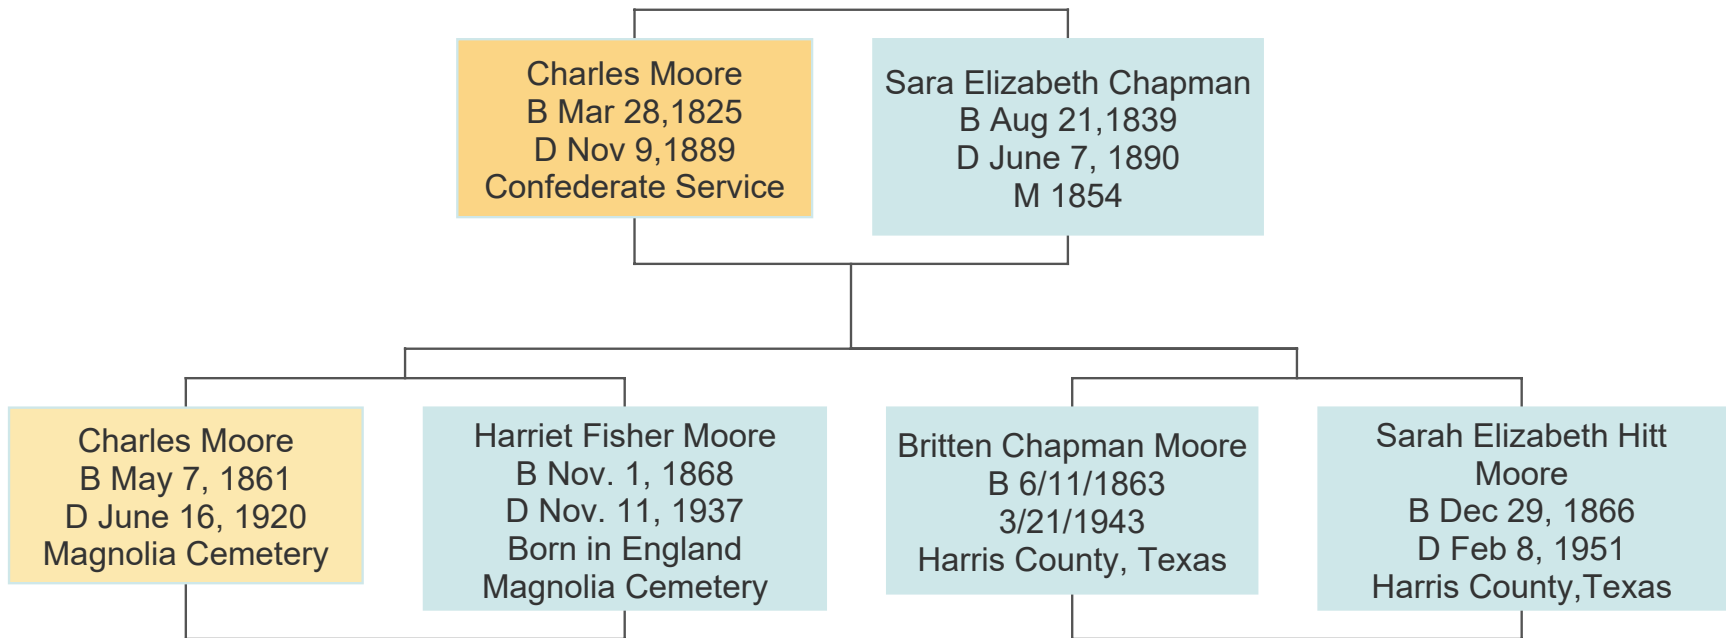 Charles Moore
B Mar 28,1825
D Nov 9,1889
Confederate Service
Sara Elizabeth Chapman
B Aug 21,1839
D June 7, 1890
M 1854
Charles Moore
B May 7, 1861
D June 16, 1920
Magnolia Cemetery
Harriet Fisher Moore
B Nov. 1, 1868
D Nov. 11, 1937
Born in England
Magnolia Cemetery
Britten Chapman Moore
B 6/11/1863
3/21/1943
Harris County, Texas
Sarah Elizabeth Hitt
Moore
B Dec 29, 1866
D Feb 8, 1951
Harris County,Texas